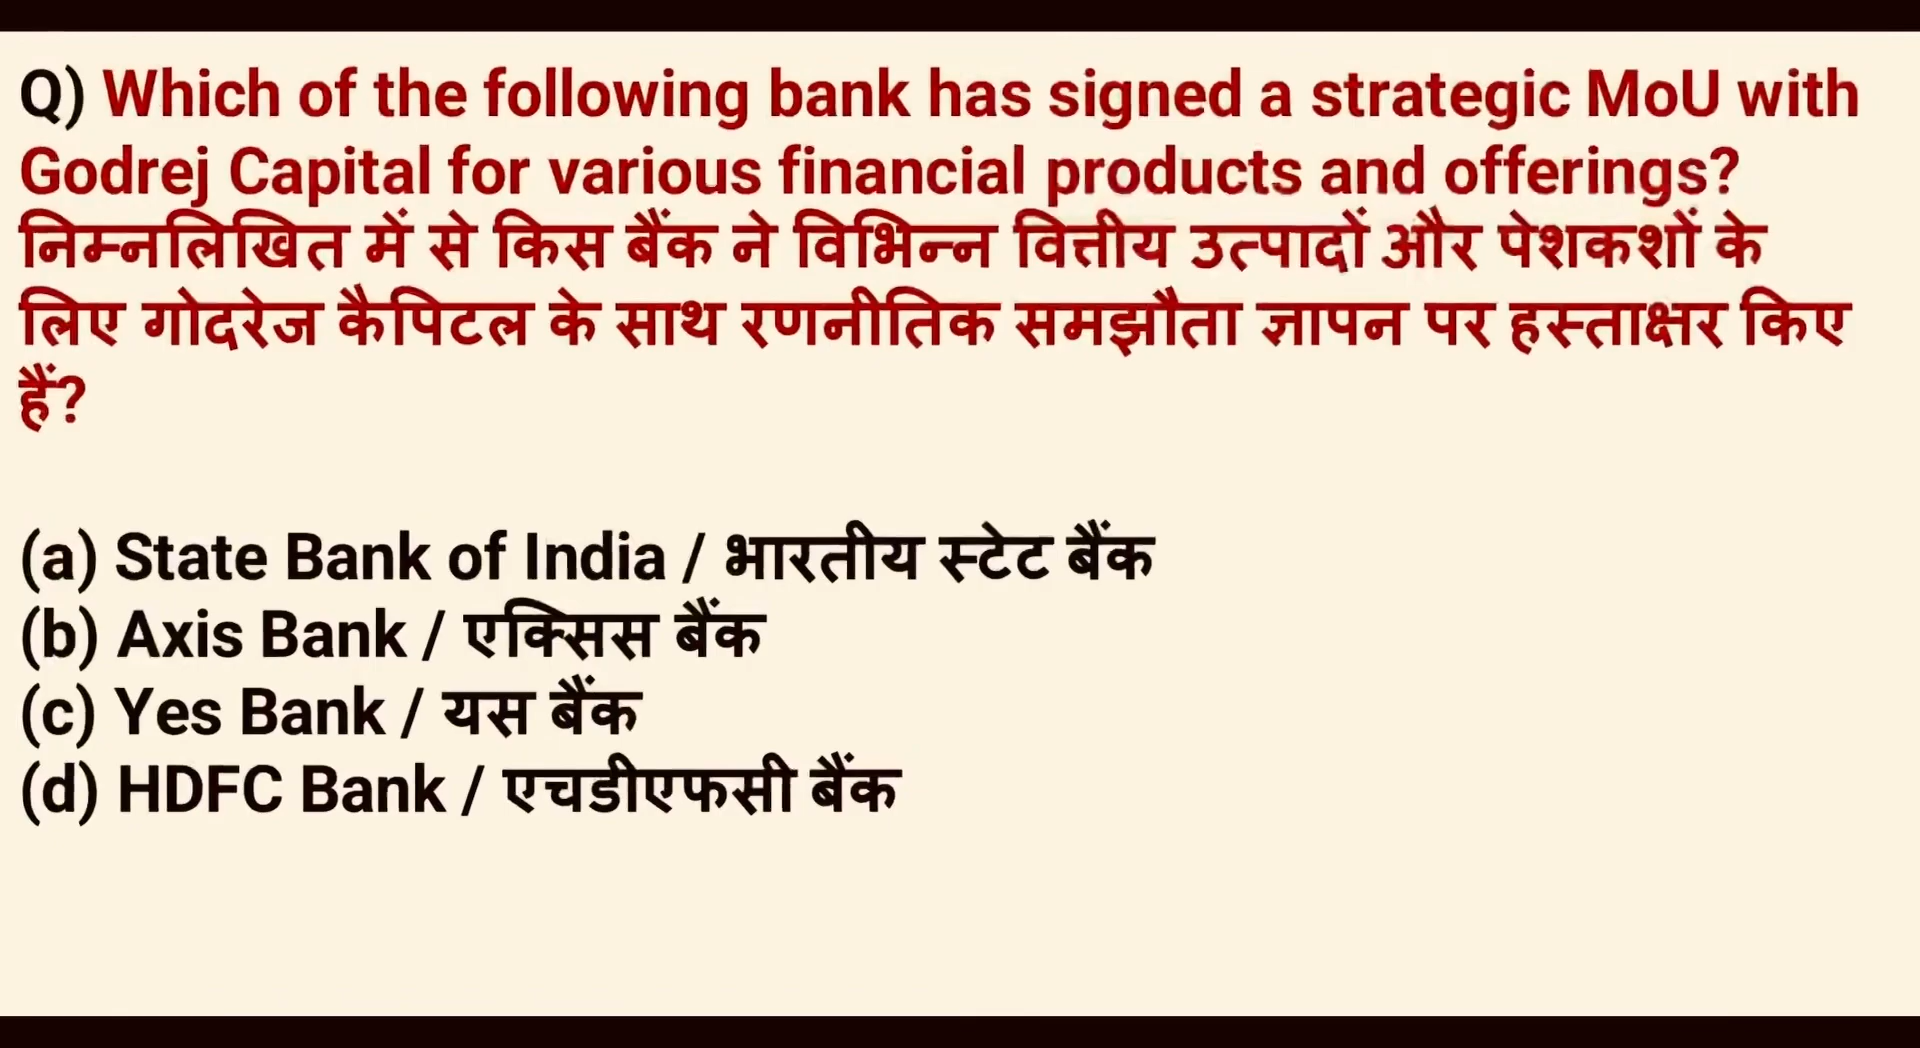 Q) Which of the following bank has signed a strategic MoU with
Godrej Capital for various financial products and offerings?
निम्नलिखित में से किस बैंक ने विभिन्न वित्तीय उत्पादों और पेशकशों के
लिए गोदरेज कैपिटल के साथ रणनीतिक समझौता ज्ञापन पर हस्ताक्षर किए
हैं?
(a) State Bank of India / भारतीय स्टेट बैंक
(b) Axis Bank / एक्सिस बैंक
(c) Yes Bank / यस बैंक
(d) HDFC Bank / एचडीएफसी बैंक